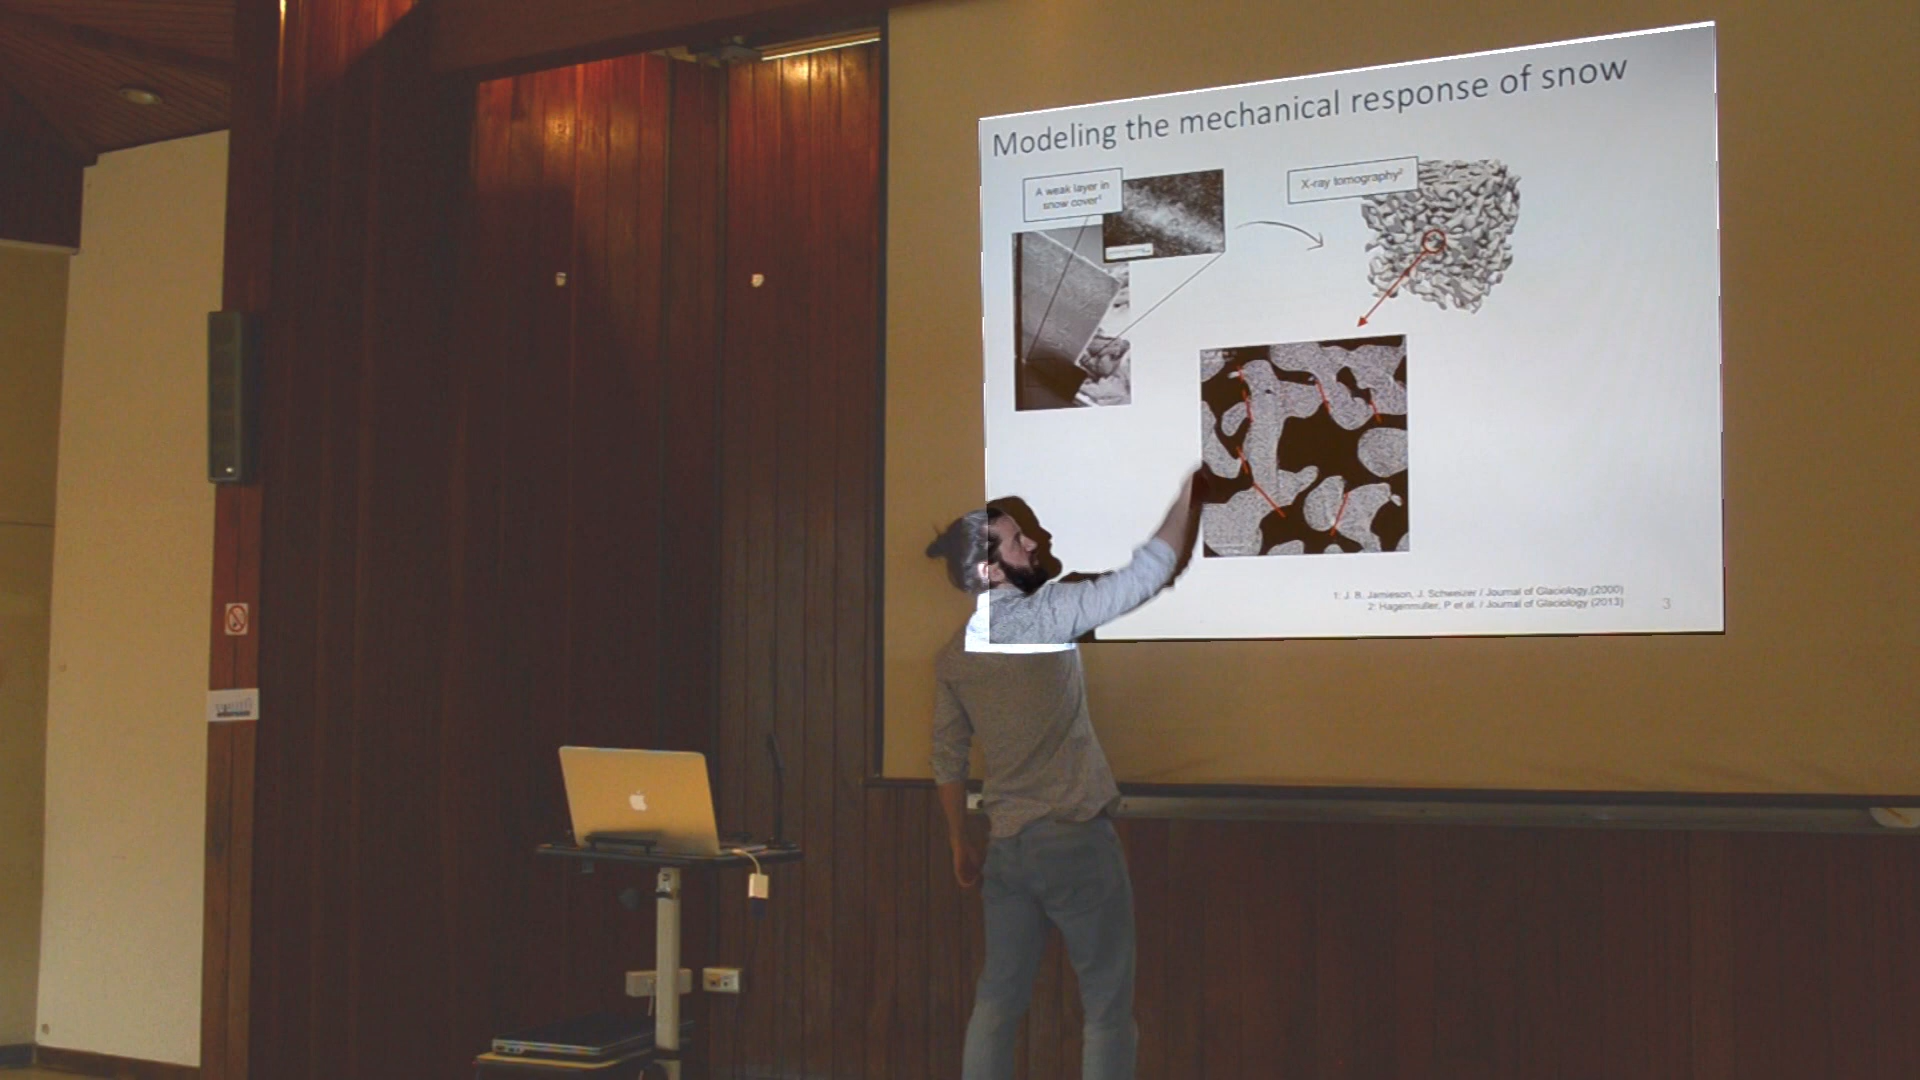 Modeling the mechanical response of snow
A weak layer in
snow cover¹
X-ray tomography²
1: J. B. Jamieson, J. Schweizer / Journal of Glaciology.(2000)
2: Hagenmuller, P et al. / Journal of Glaciology (2013)
3